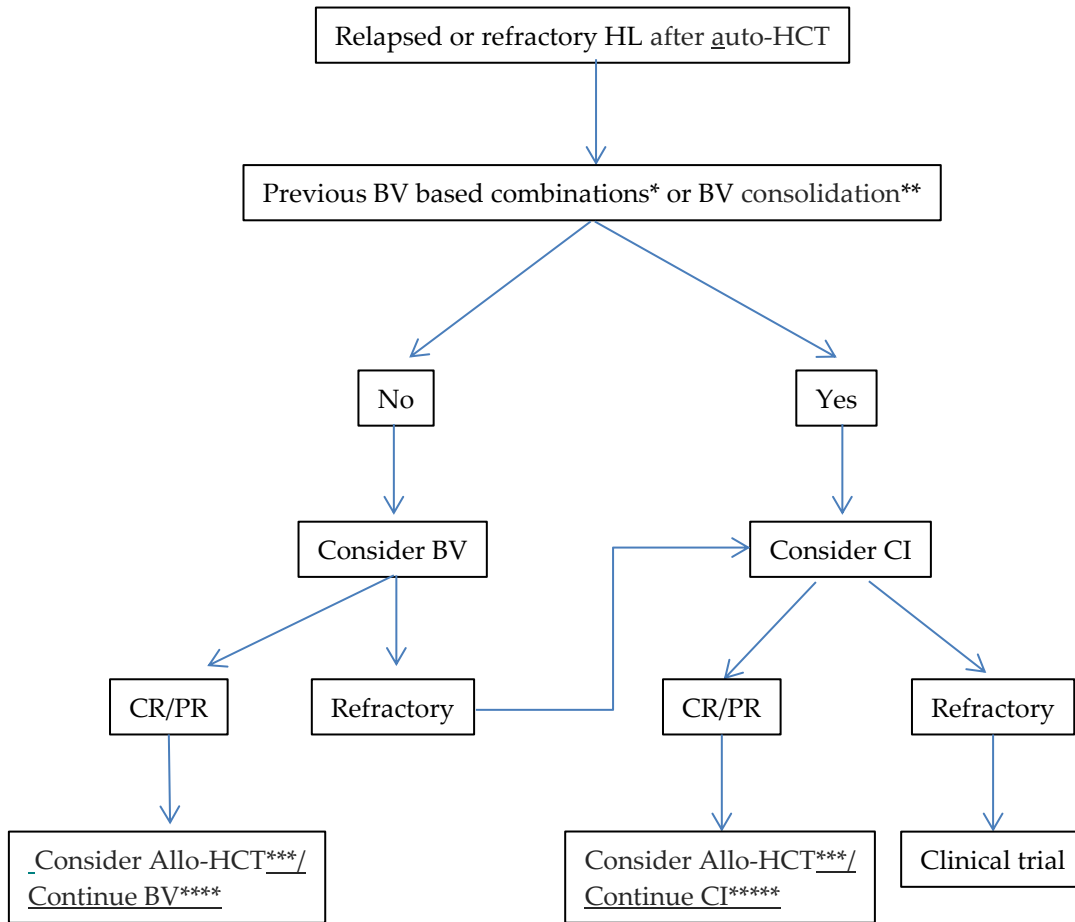 Relapsed or refractory HL after auto-HCT
Previous BV based combinations* or BV consolidation**
No
Yes
Consider BV
Consider CI
CR/PR
Refractory
CR/PR
Refractory
Consider Allo-HCT***/
Continue BV****
Consider Allo-HCT***/
Continue CI*****
Clinical trial